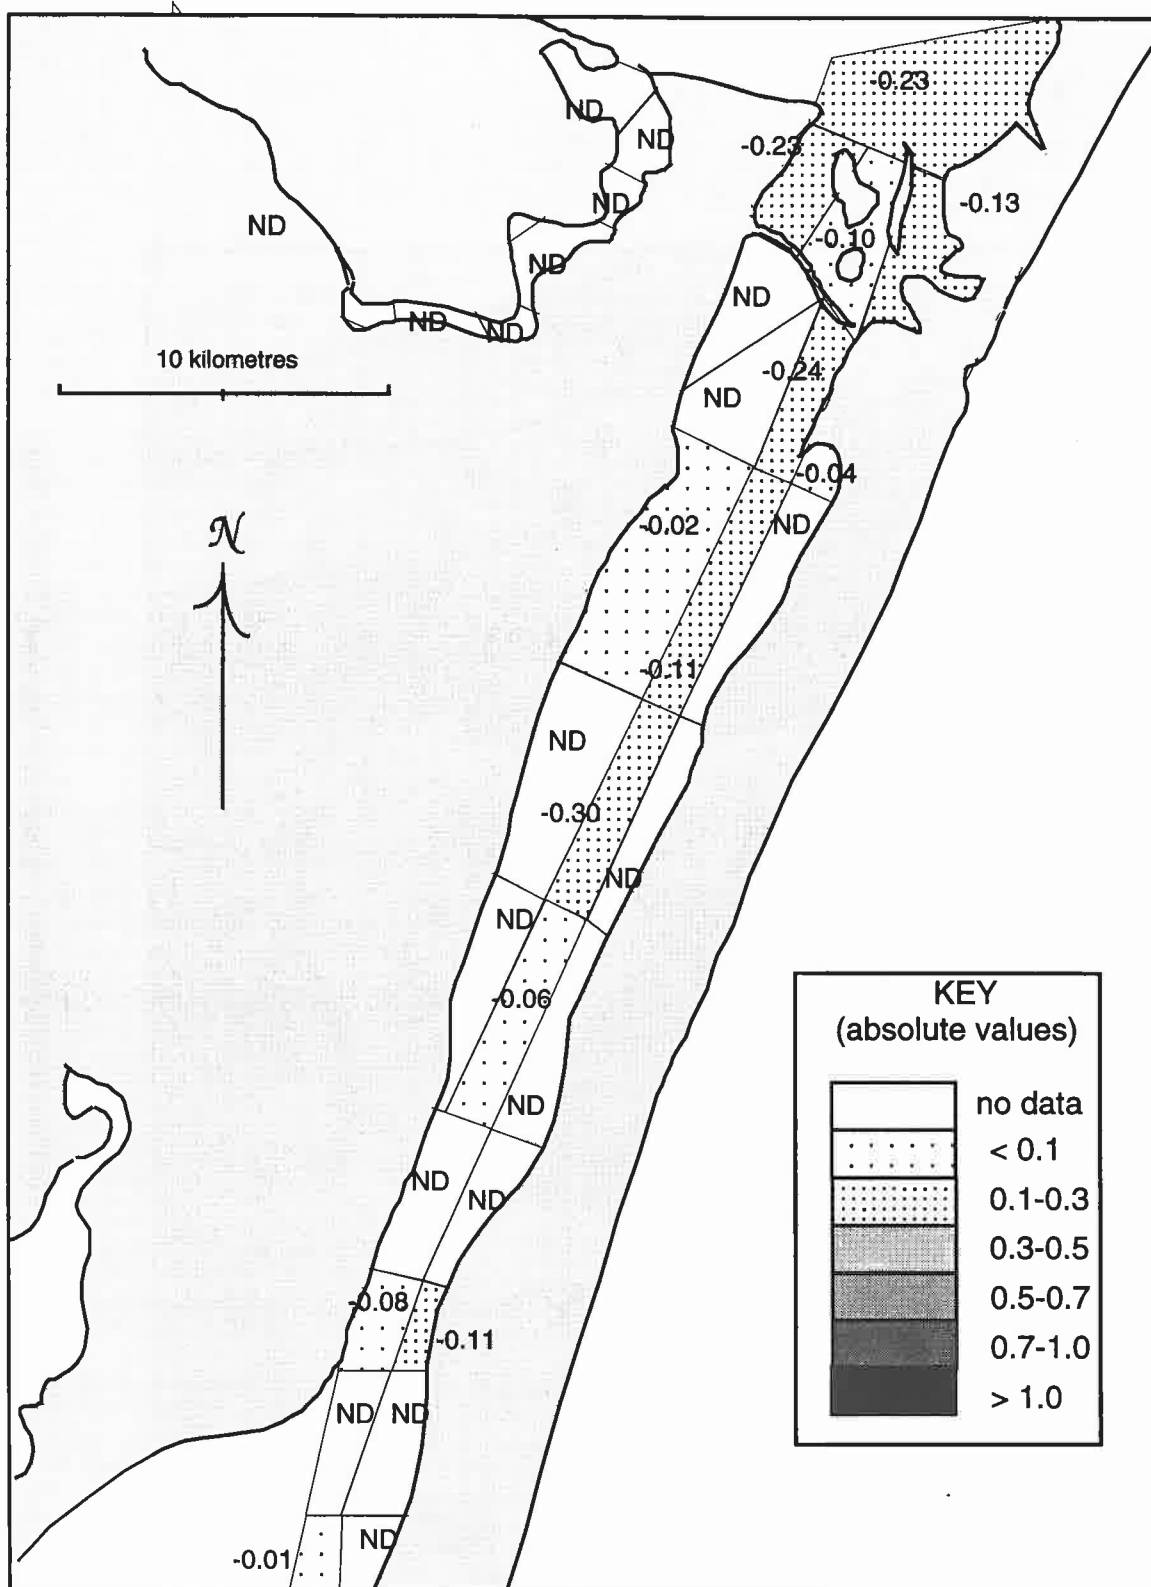 -0.23
ND
ND
-0.23
ND
-0.13
ND
-0.10
ND
ND
ND
ND
10 kilometres
-0.24
ND
-0.04
N
-0.02
ND
-0.11
ND
-0.30
ND
ND
-0.06
KEY
(absolute values)
no data
< 0.1
0.1-0.3
0.3-0.5
0.5-0.7
0.7-1.0
> 1.0
ND
ND
ND
-0.08
-0.11
ND
ND
ND
-0.01